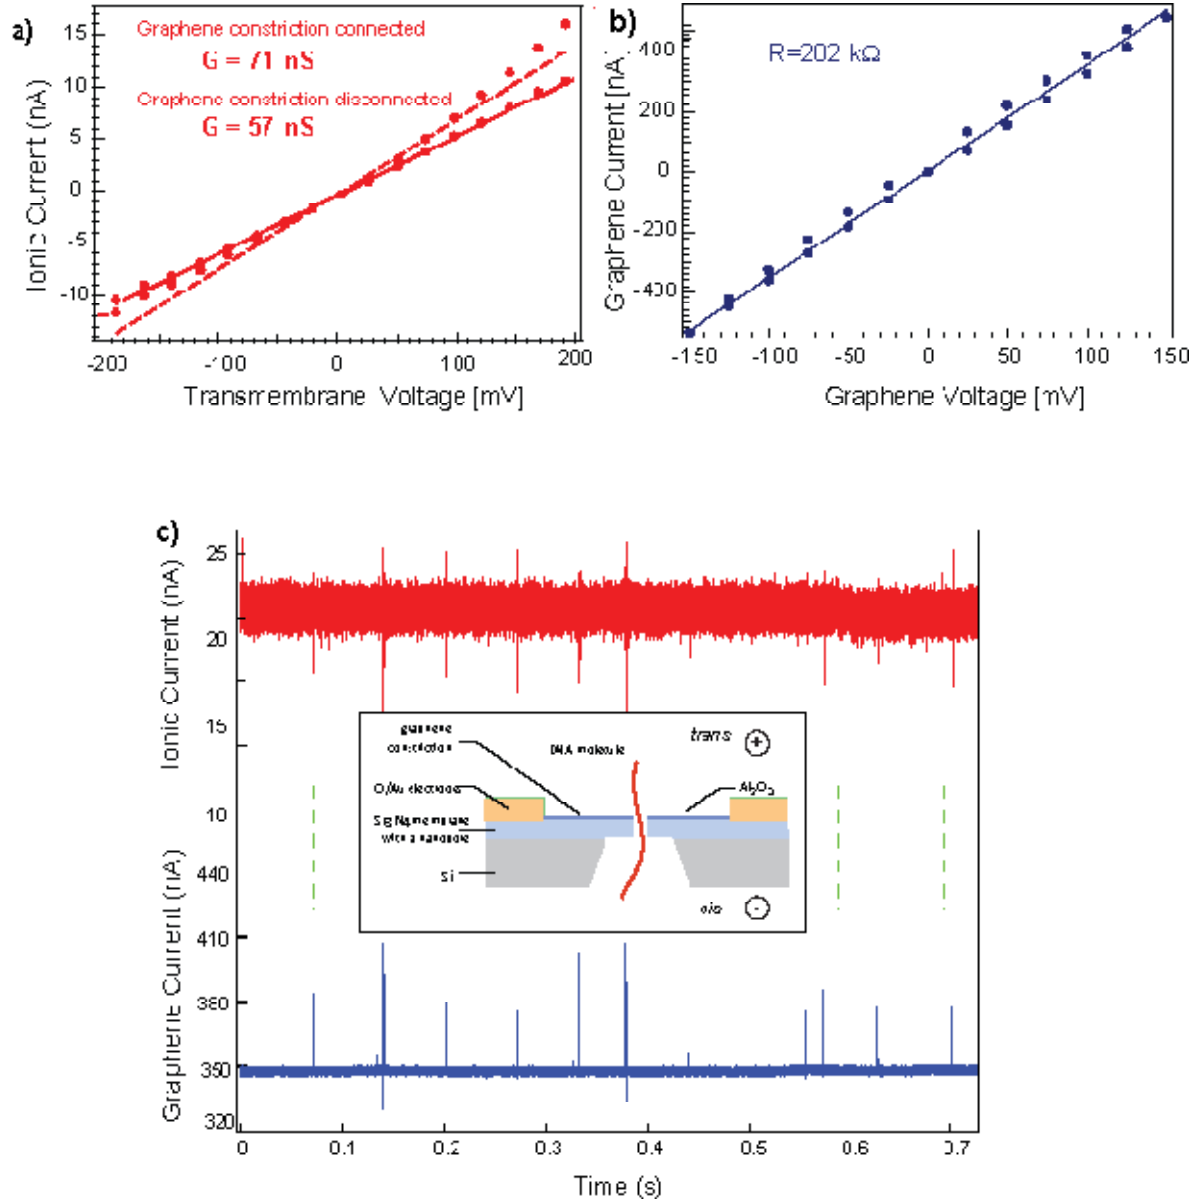 a)
Graphene constriction connected
G = 71 nS
Graphene constriction disconnected
G = 57 nS
15
10
5
0
-5
-10
Ionic Current (nA)
-200
-100
0
100
200
Transmembrane Voltage [mV]
b)
R=202 kΩ
400
200
0
-200
-400
Graphene Current [nA]
-150
-100
-50
0
50
100
150
Graphene Voltage [mV]
c)
25
20
15
10
Ionic Current (nA)
440
410
380
350
320
Graphene Current (nA)
graphene
constriction
DNA molecule
trans
+
Al₂O₃
membrane
with a nanopore
Si
cis
-
0
0.1
0.2
0.3
0.4
0.5
0.6
0.7
Time (s)